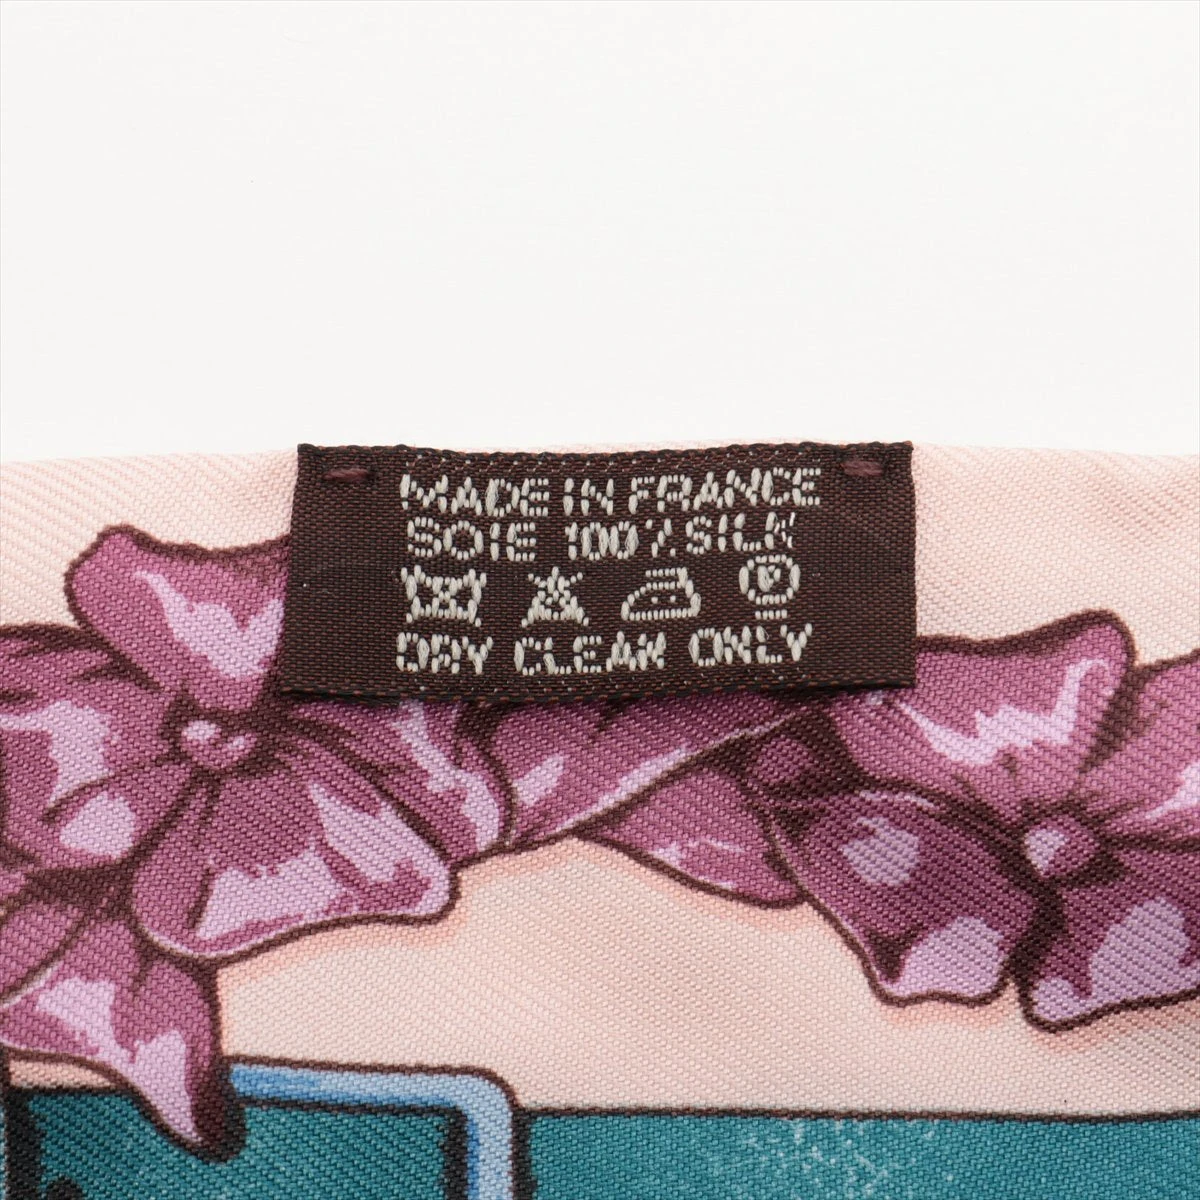 MADE IN FRANCE
SOIE 100% SILK
P
DRY CLEAN ONLY